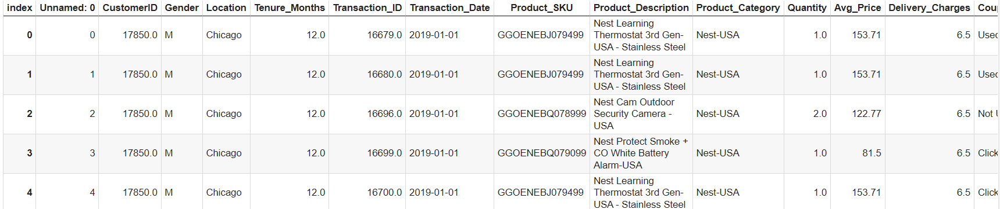 index Unnamed: 0 CustomerID Gender Location Tenure_Months Transaction_ID Transaction_Date Product_SKU Product_Description Product_Category Quantity Avg_Price Delivery_Charges
0 0 17850.0 M Chicago 12.0 16679.0 2019-01-01 GGOENEBJ079499 Nest Learning
Thermostat 3rd Gen-
USA - Stainless Steel Nest-USA 1.0 153.71 6.5
1 1 17850.0 M Chicago 12.0 16680.0 2019-01-01 GGOENEBJ079499 Nest Learning
Thermostat 3rd Gen-
USA - Stainless Steel Nest-USA 1.0 153.71 6.5
2 2 17850.0 M Chicago 12.0 16696.0 2019-01-01 GGOENEBQ078999 Nest Cam Outdoor
Security Camera -
USA Nest-USA 2.0 122.77 6.5 Not
3 3 17850.0 M Chicago 12.0 16699.0 2019-01-01 GGOENEBQ079099 Nest Protect Smoke +
CO White Battery
Alarm-USA Nest-USA 1.0 81.5 6.5 Click
4 4 17850.0 M Chicago 12.0 16700.0 2019-01-01 GGOENEBJ079499 Nest Learning
Thermostat 3rd Gen-
USA - Stainless Steel Nest-USA 1.0 153.71 6.5 Click